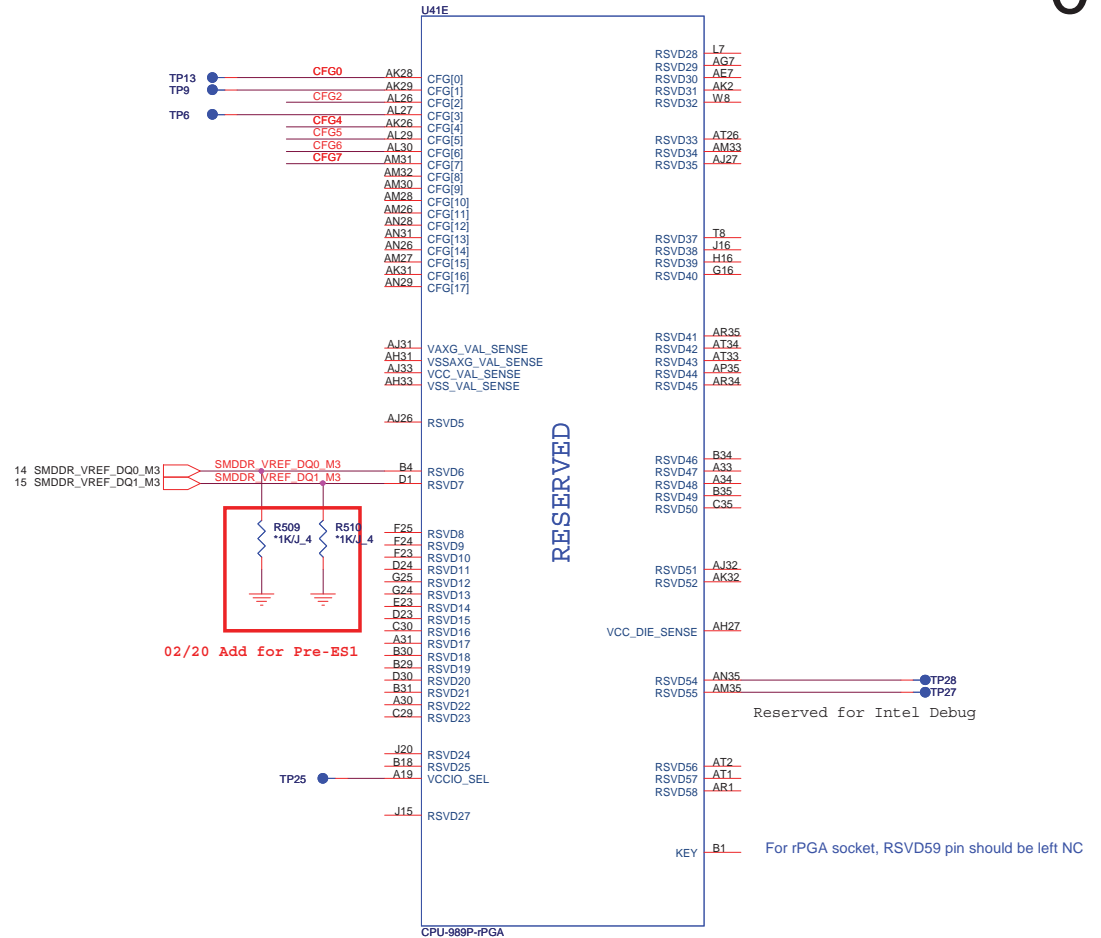 U41E
TP13 CFG0 AK28 CFG[0]
TP9 AK29 CFG[1]
CFG2 AL26 CFG[2]
TP6 AL27 CFG[3]
CFG4 AK26 CFG[4]
CFG5 AL29 CFG[5]
CFG6 AL30 CFG[6]
CFG7 AM31 CFG[7]
AM32 CFG[8]
AM30 CFG[9]
AM28 CFG[10]
AM26 CFG[11]
AN28 CFG[12]
AN31 CFG[13]
AN26 CFG[14]
AM27 CFG[15]
AK31 CFG[16]
AN29 CFG[17]
AJ31 VAXG_VAL_SENSE
AH31 VSSAXG_VAL_SENSE
AJ33 VCC_VAL_SENSE
AH33 VSS_VAL_SENSE
AJ26 RSVD5
14 SMDDR_VREF_DQ0_M3 SMDDR_VREF_DQ0_M3 B4 RSVD6
15 SMDDR_VREF_DQ1_M3 SMDDR_VREF_DQ1_M3 D1 RSVD7
R509 R510
*1K/J_4 *1K/J_4
02/20 Add for Pre-ES1
F25 RSVD8
F24 RSVD9
F23 RSVD10
D24 RSVD11
G25 RSVD12
G24 RSVD13
E23 RSVD14
D23 RSVD15
C30 RSVD16
A31 RSVD17
B30 RSVD18
B29 RSVD19
D30 RSVD20
B31 RSVD21
A30 RSVD22
C29 RSVD23
J20 RSVD24
B18 RSVD25
TP25 A19 VCCIO_SEL
J15 RSVD27
RESERVED
RSVD28 L7
RSVD29 AG7
RSVD30 AE7
RSVD31 AK2
RSVD32 W8
RSVD33 AT26
RSVD34 AM33
RSVD35 AJ27
RSVD37 T8
RSVD38 J16
RSVD39 H16
RSVD40 G16
RSVD41 AR35
RSVD42 AT34
RSVD43 AT33
RSVD44 AP35
RSVD45 AR34
RSVD46 B34
RSVD47 A33
RSVD48 A34
RSVD49 B35
RSVD50 C35
RSVD51 AJ32
RSVD52 AK32
VCC_DIE_SENSE AH27
RSVD54 AN35 TP28
RSVD55 AM35 TP27
Reserved for Intel Debug
RSVD56 AT2
RSVD57 AT1
RSVD58 AR1
KEY B1 For rPGA socket, RSVD59 pin should be left NC
CPU-989P-rPGA